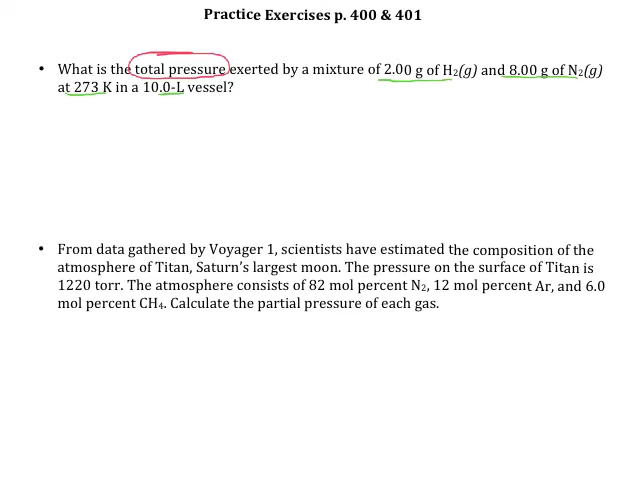 Practice Exercises p. 400 & 401
• What is the total pressure exerted by a mixture of 2.00 g of H₂(g) and 8.00 g of N₂(g)
at 273 K in a 10.0-L vessel?
• From data gathered by Voyager 1, scientists have estimated the composition of the
atmosphere of Titan, Saturn’s largest moon. The pressure on the surface of Titan is
1220 torr. The atmosphere consists of 82 mol percent N₂, 12 mol percent Ar, and 6.0
mol percent CH₄. Calculate the partial pressure of each gas.